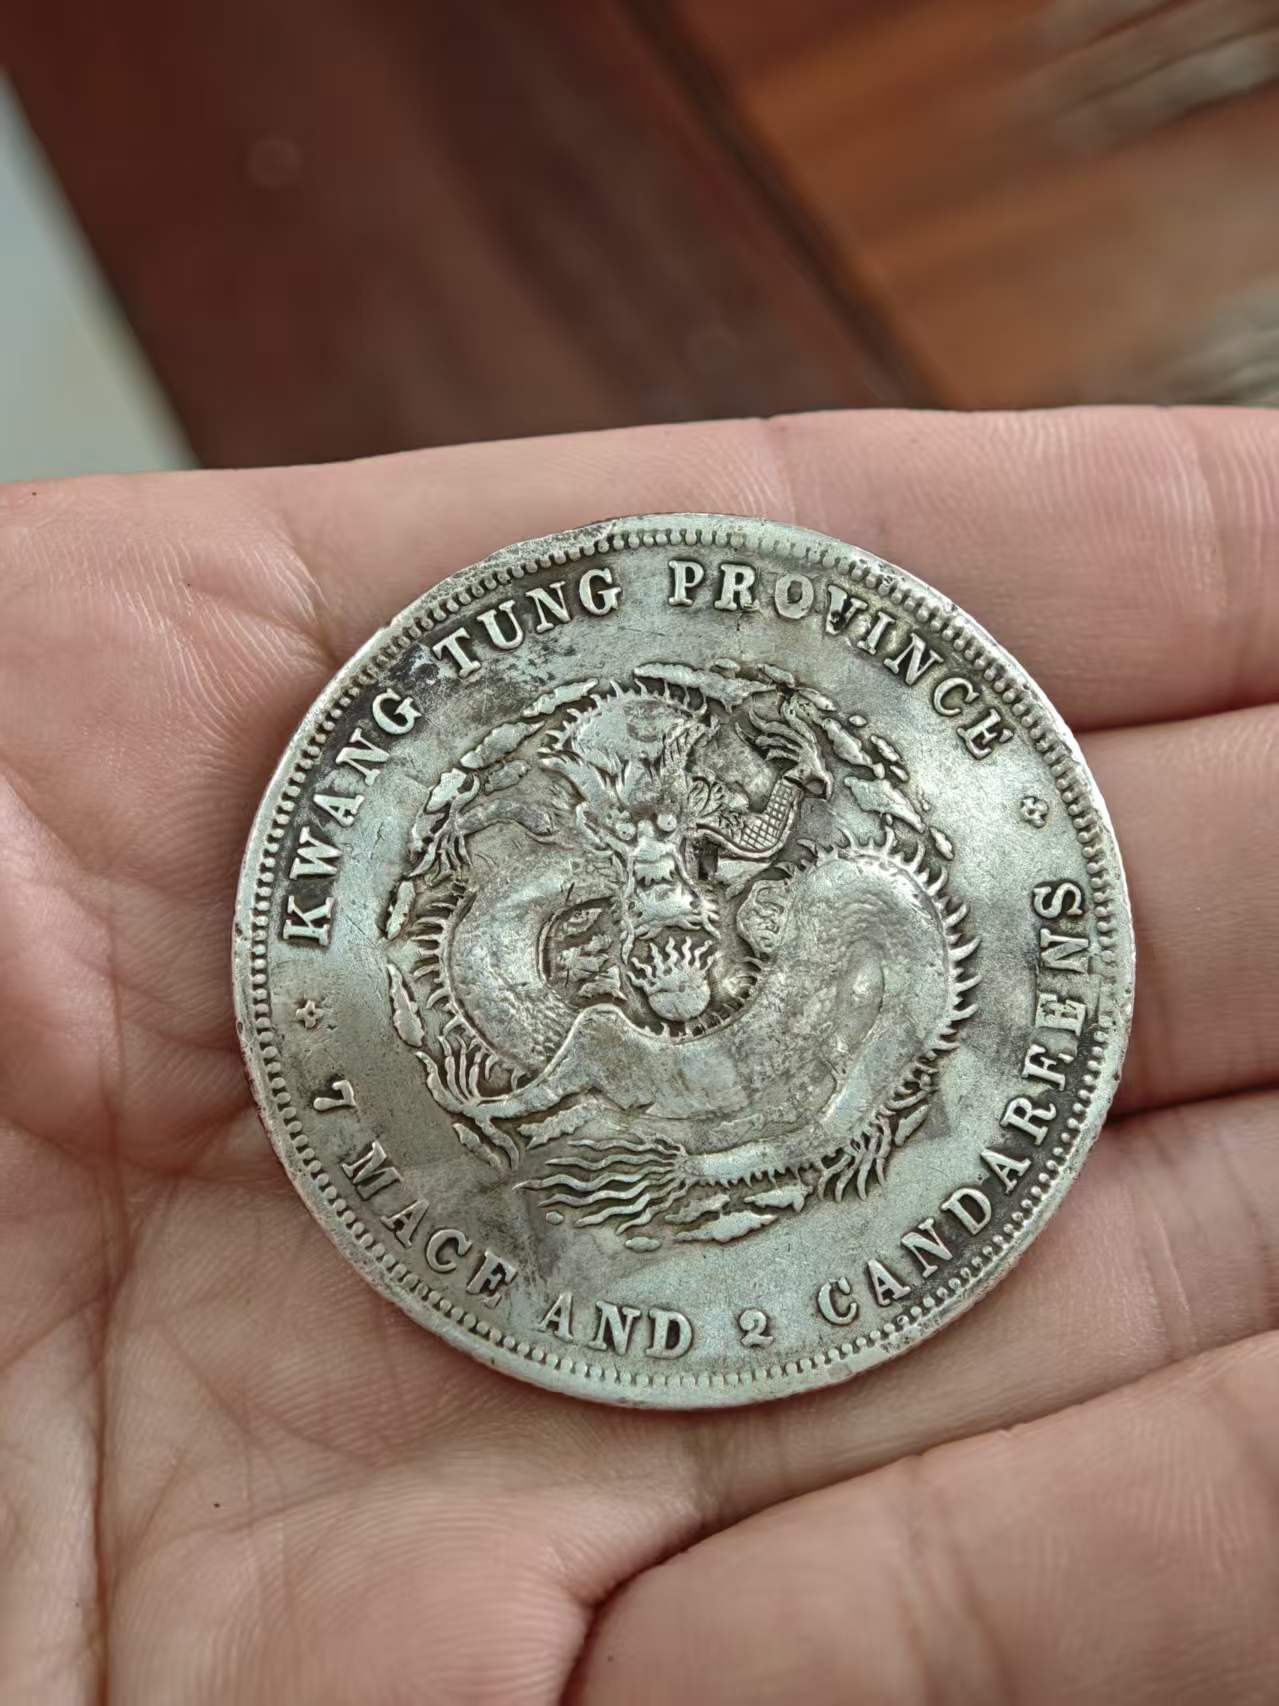 KWANG TUNG PROVINCE
7 MACE AND 2 CANDAREENS